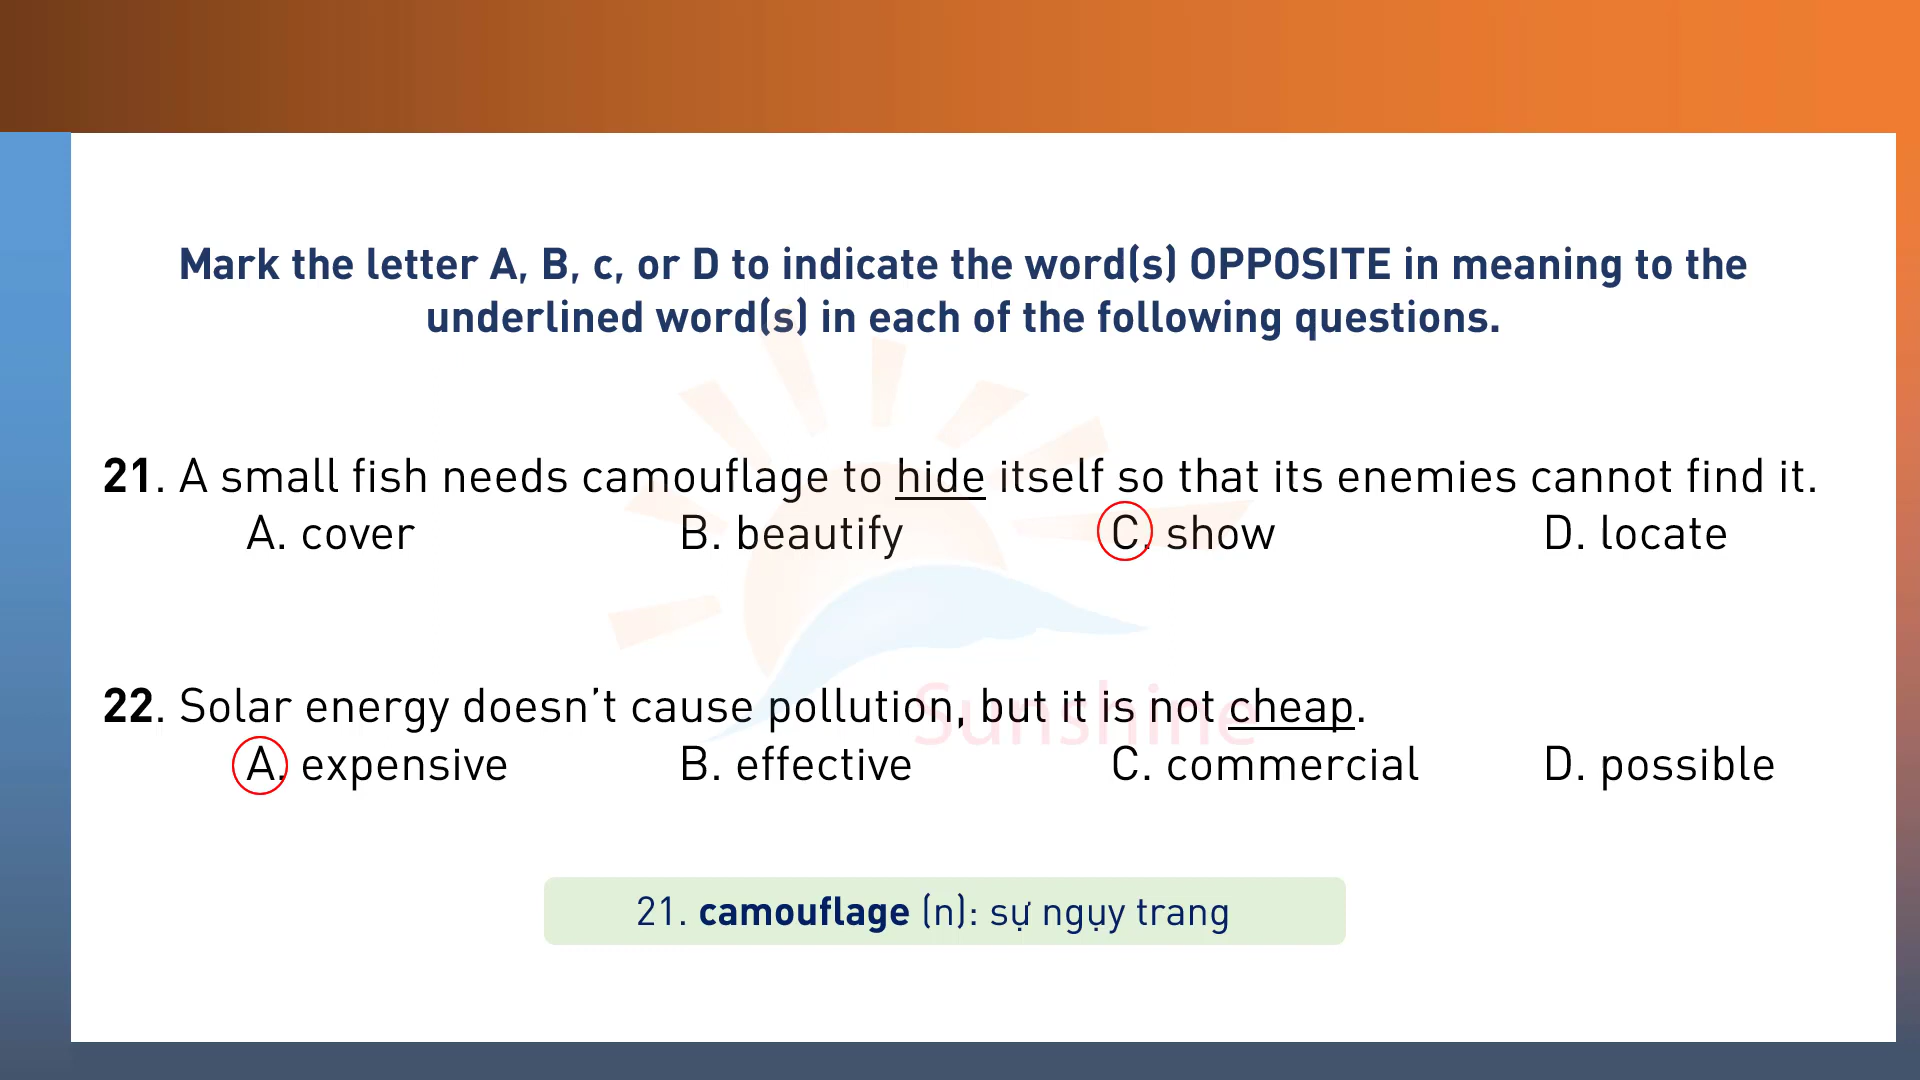 Mark the letter A, B, c, or D to indicate the word(s) OPPOSITE in meaning to the
underlined word(s) in each of the following questions.
21. A small fish needs camouflage to hide itself so that its enemies cannot find it.
A. cover B. beautify C. show D. locate
Sunshine
22. Solar energy doesn’t cause pollution, but it is not cheap.
A. expensive B. effective C. commercial D. possible
21. camouflage (n): sự ngụy trang